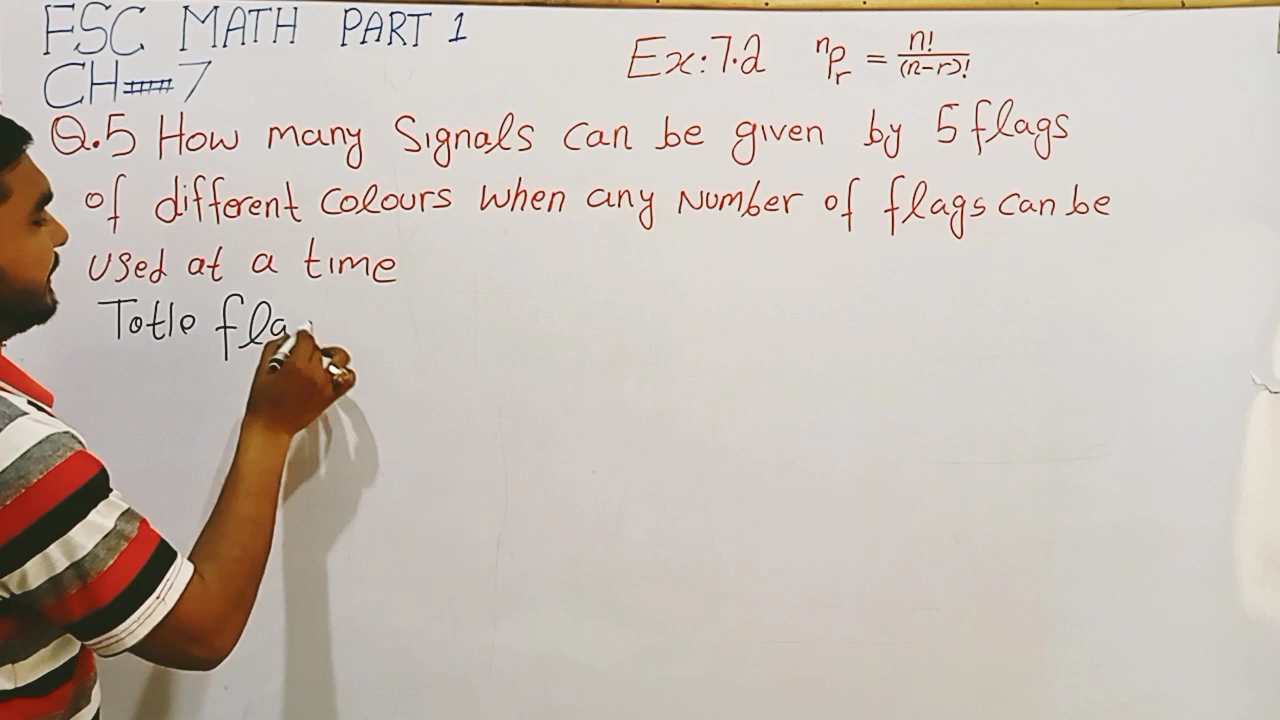 FSC MATH PART 1
CH 7
Ex: 7.2 ⁿPᵣ = n!/(n-r)!
Q.5 How many Signals can be given by 5 flags
of different colours when any number of flags can be
used at a time
Totle fla